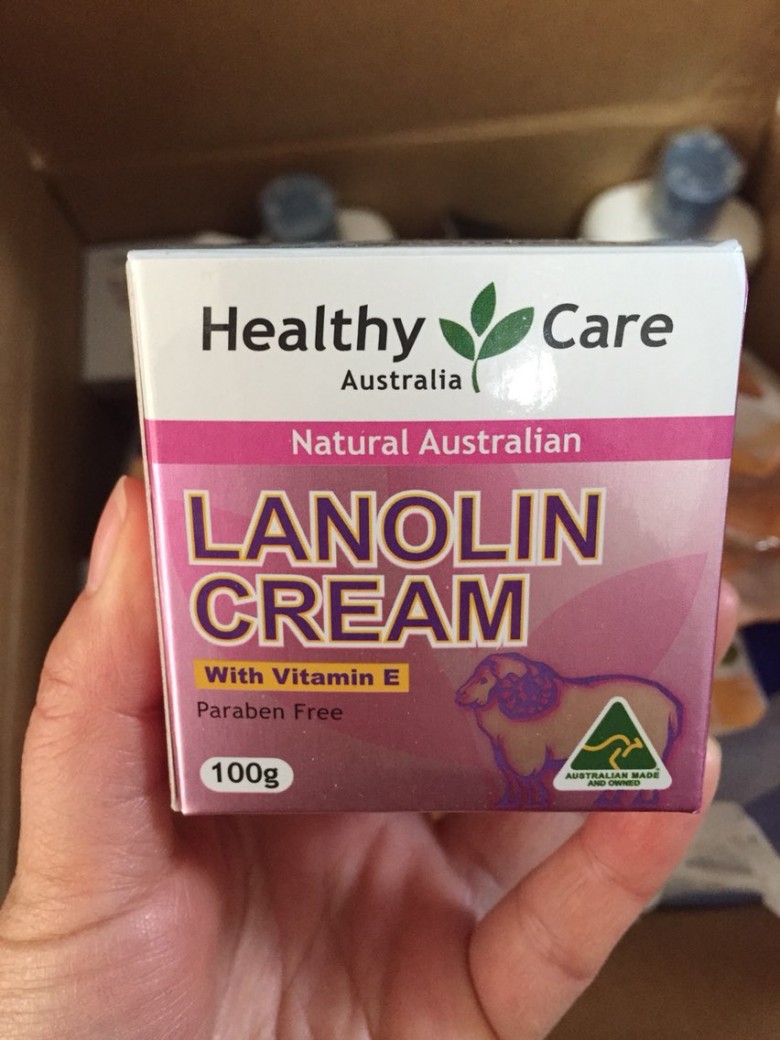 Healthy Care
Australia
Natural Australian
LANOLIN
CREAM
With Vitamin E
Paraben Free
100g
AUSTRALIAN MADE
AND OWNED